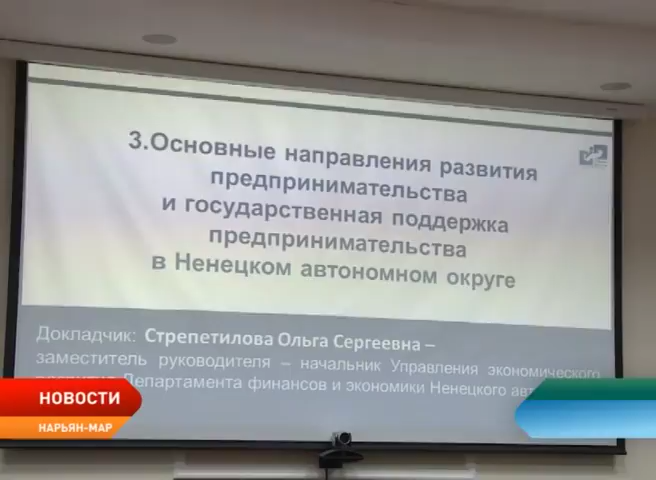 3.Основные направления развития
предпринимательства
и государственная поддержка
предпринимательства
в Ненецком автономном округе
Докладчик: Стрепетилова Ольга Сергеевна –
заместитель руководителя – начальник Управления экономического
Департамента финансов и экономики Ненецкого
НОВОСТИ
НАРЬЯН-МАР